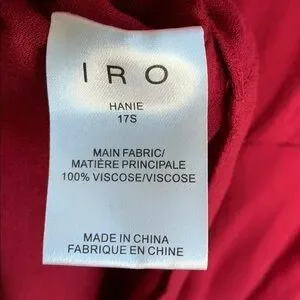 IRO
HANIE
17S
MAIN FABRIC/
MATIÈRE PRINCIPALE
100% VISCOSE/VISCOSE
MADE IN CHINA
FABRIQUE EN CHINE